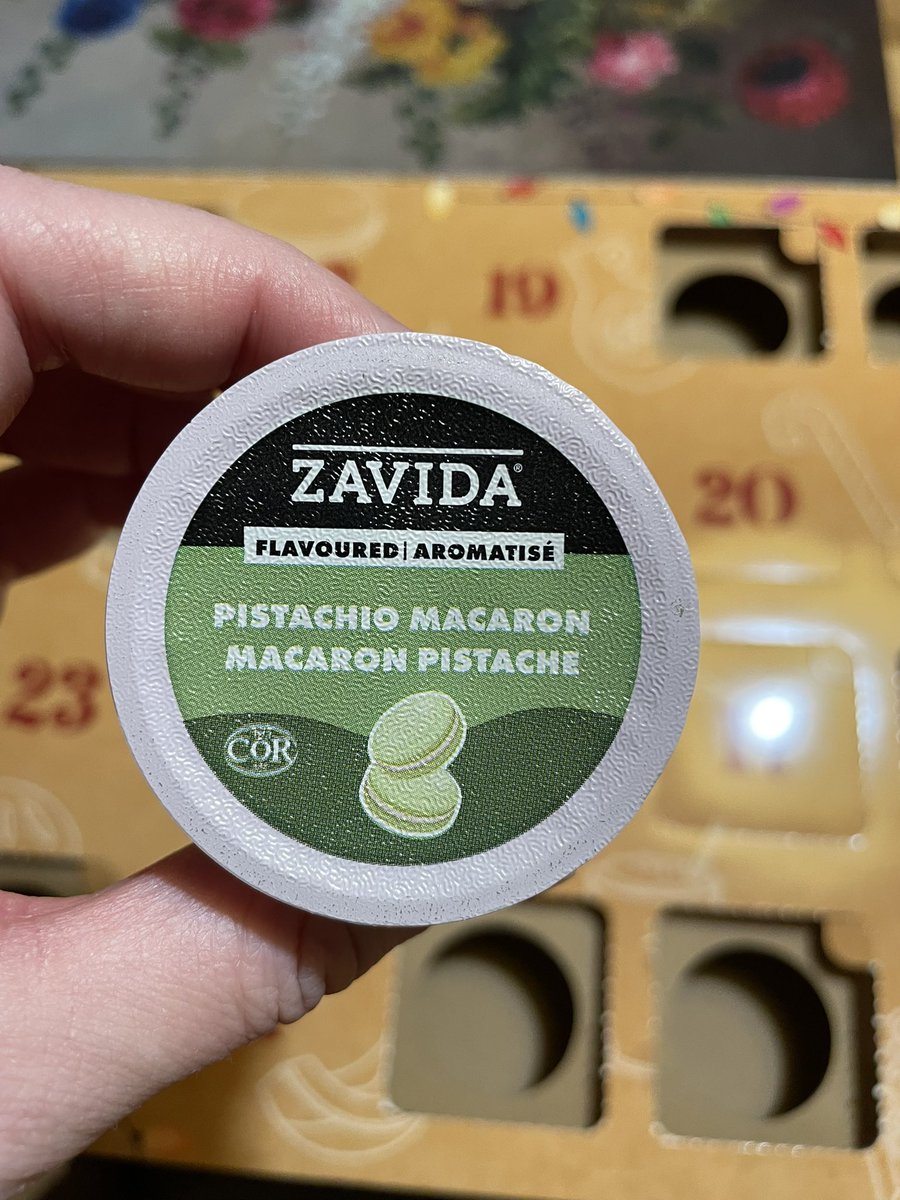 19
ZAVIDA®
20
FLAVOURED | AROMATISÉ
PISTACHIO MACARON
MACARON PISTACHE
23
COR